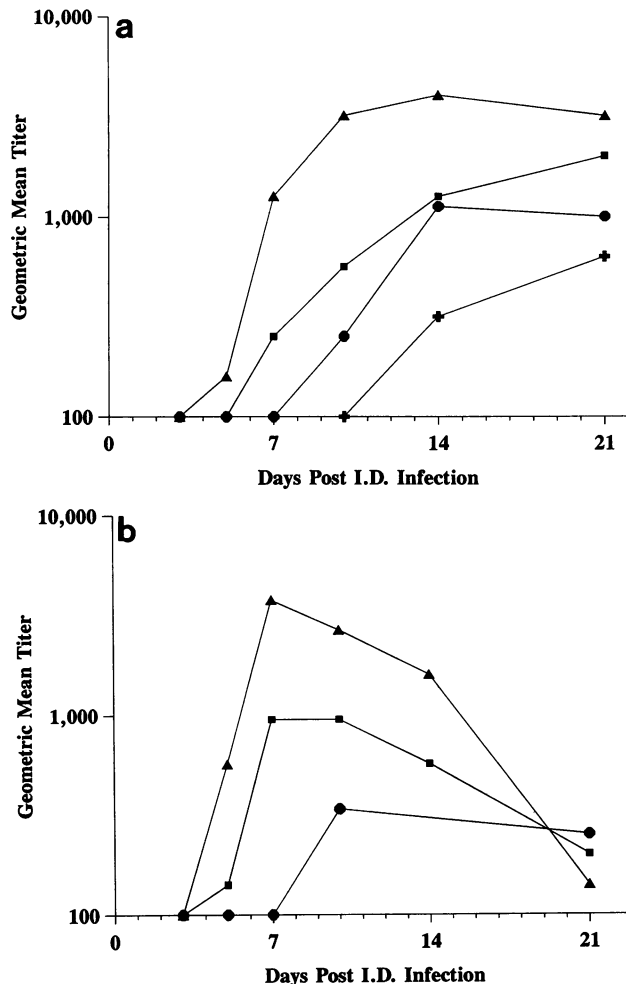 a
10,000
1,000
100
Geometric Mean Titer
0 7 14 21
Days Post I.D. Infection
b
10,000
1,000
100
Geometric Mean Titer
0 7 14 21
Days Post I.D. Infection